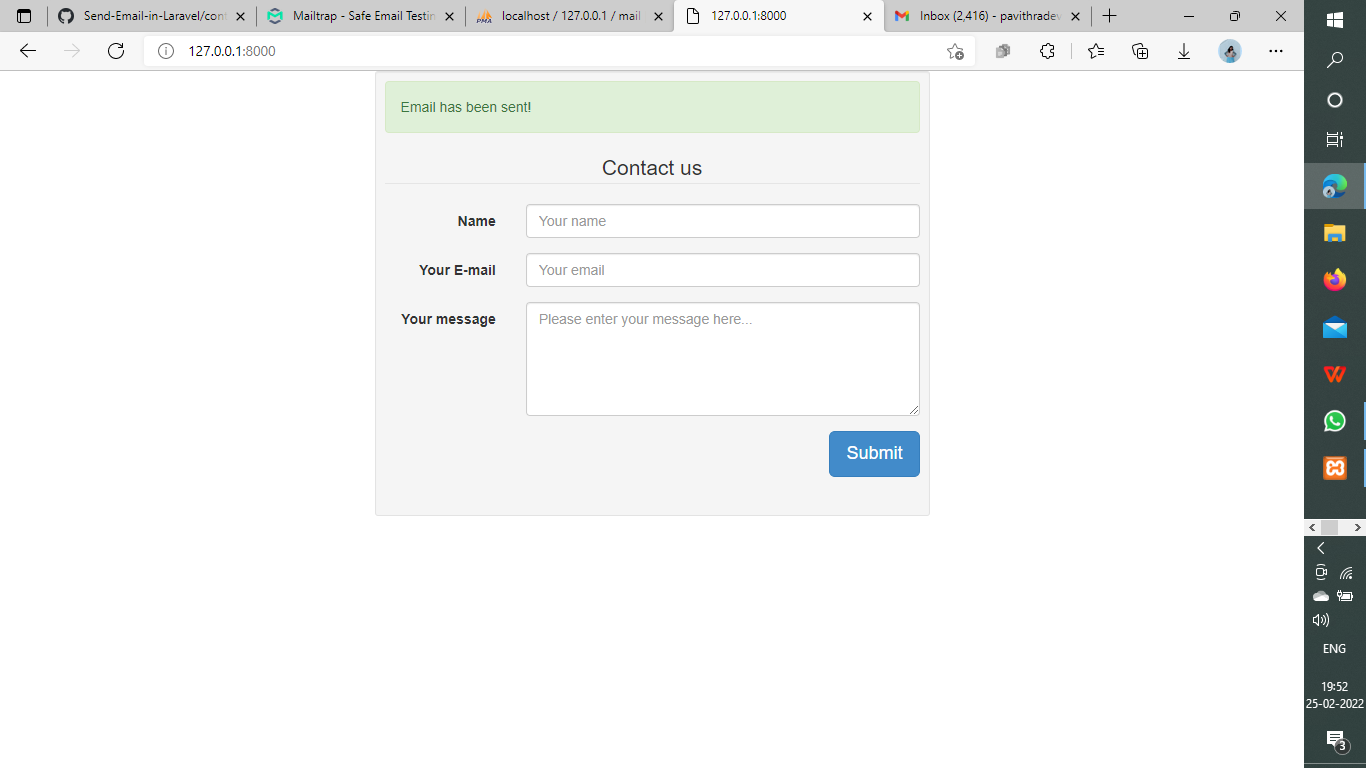 Send-Email-in-Laravel/cont
Mailtrap - Safe Email Testin
localhost / 127.0.0.1 / mail
127.0.0.1:8000
Inbox (2,416) - pavithradev
127.0.0.1:8000
Email has been sent!
Contact us
Name
Your name
Your E-mail
Your email
Your message
Please enter your message here...
Submit
ENG
19:52
25-02-2022
3